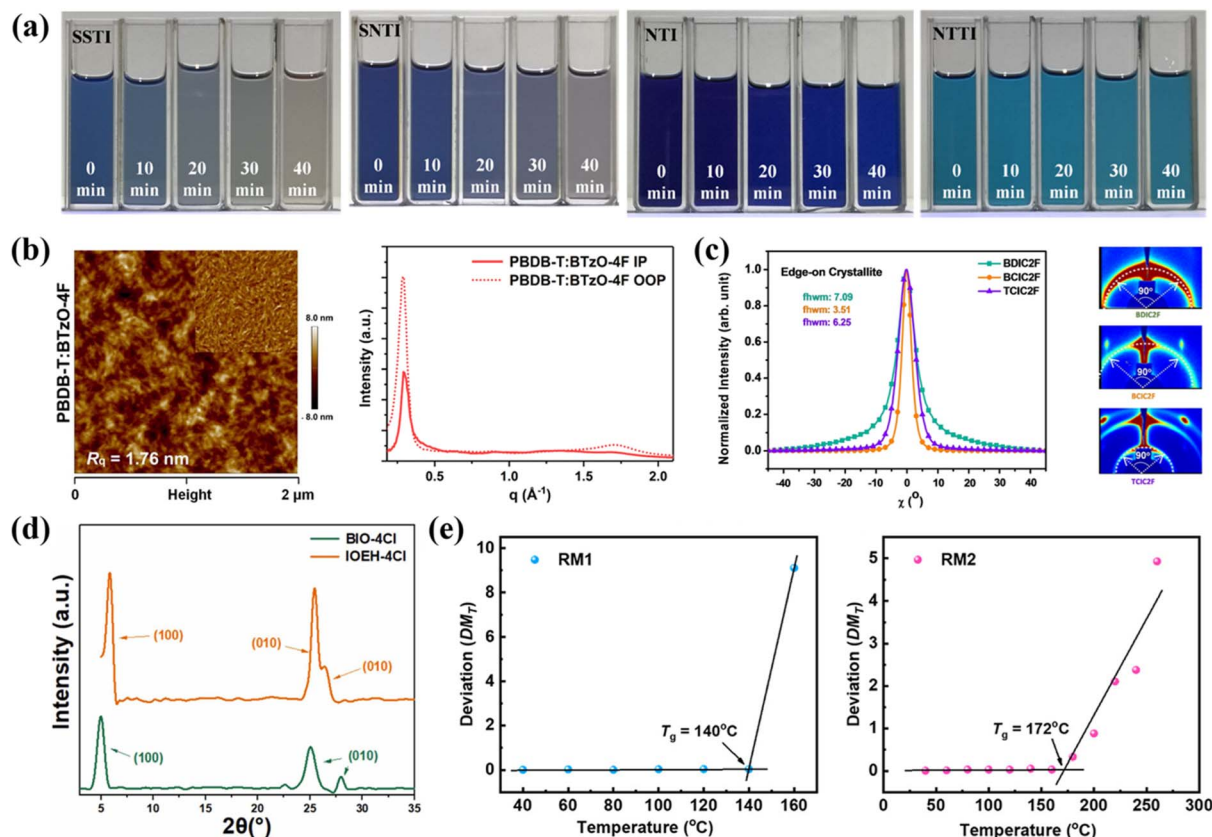 (a)
SSTI
0
min
10
min
20
min
30
min
40
min
SNTI
0
min
10
min
20
min
30
min
40
min
NTI
0
min
10
min
20
min
30
min
40
min
NTTI
0
min
10
min
20
min
30
min
40
min
(b)
PBDB-T:BTzO-4F
8.0 nm
- 8.0 nm
Rq = 1.76 nm
0 Height 2 μm
Intensity (a.u.)
PBDB-T:BTzO-4F IP
PBDB-T:BTzO-4F OOP
0.5 1.0 1.5 2.0
q (Å⁻¹)
(c)
Normalized Intensity (arb. unit)
1.0
0.8
0.6
0.4
0.2
0.0
Edge-on Crystallite
fhwm: 7.09
fhwm: 3.51
fhwm: 6.25
BDIC2F
BCIC2F
TCIC2F
-40 -30 -20 -10 0 10 20 30 40
χ (°)
90°
BDIC2F
90°
BCIC2F
90°
TCIC2F
(d)
Intensity (a.u.)
BIO-4Cl
IOEH-4Cl
(100)
(010)
(010)
(100)
(010)
5 10 15 20 25 30 35
2θ(°)
(e)
Deviation (DMT)
10
8
6
4
2
0
RM1
Tg = 140°C
40 60 80 100 120 140 160
Temperature (°C)
Deviation (DMT)
5
4
3
2
1
0
RM2
Tg = 172°C
0 50 100 150 200 250 300
Temperature (°C)